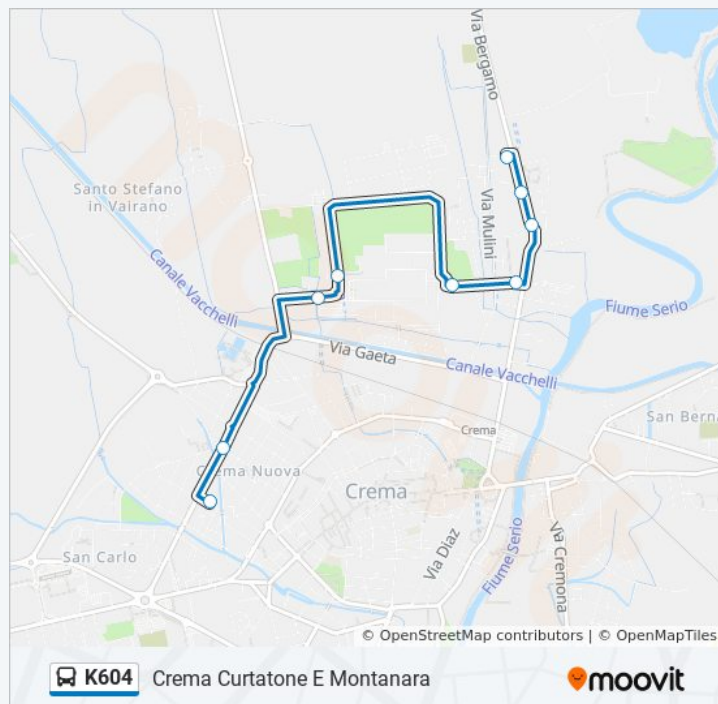 Via Bergamo
Santo Stefano
in Vairano
Via Mulini
Canale Vacchelli
Fiume Serio
Via Gaeta
Canale Vacchelli
San Berna
Crema
Crema Nuova
Crema
San Carlo
Via Diaz
Fiume Serio
Via Cremona
© OpenStreetMap contributors | © OpenMapTiles
K604 Crema Curtatone E Montanara
moovit